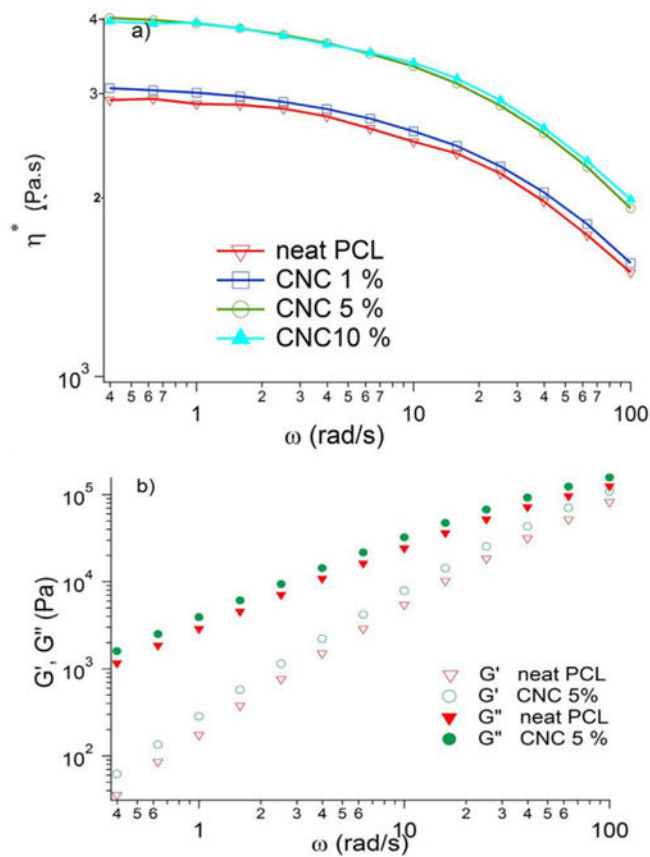 4
a)
3
2
η* (Pa.s)
neat PCL
CNC 1 %
CNC 5 %
CNC10 %
10³
4 5 6 7 1 2 3 4 5 6 7 10 2 3 4 5 6 7 100
ω (rad/s)
b)
10⁵
10⁴
10³
10²
G', G'' (Pa)
G' neat PCL
G' CNC 5%
G'' neat PCL
G'' CNC 5 %
4 5 6 1 2 3 4 5 6 10 2 3 4 5 6 100
ω (rad/s)